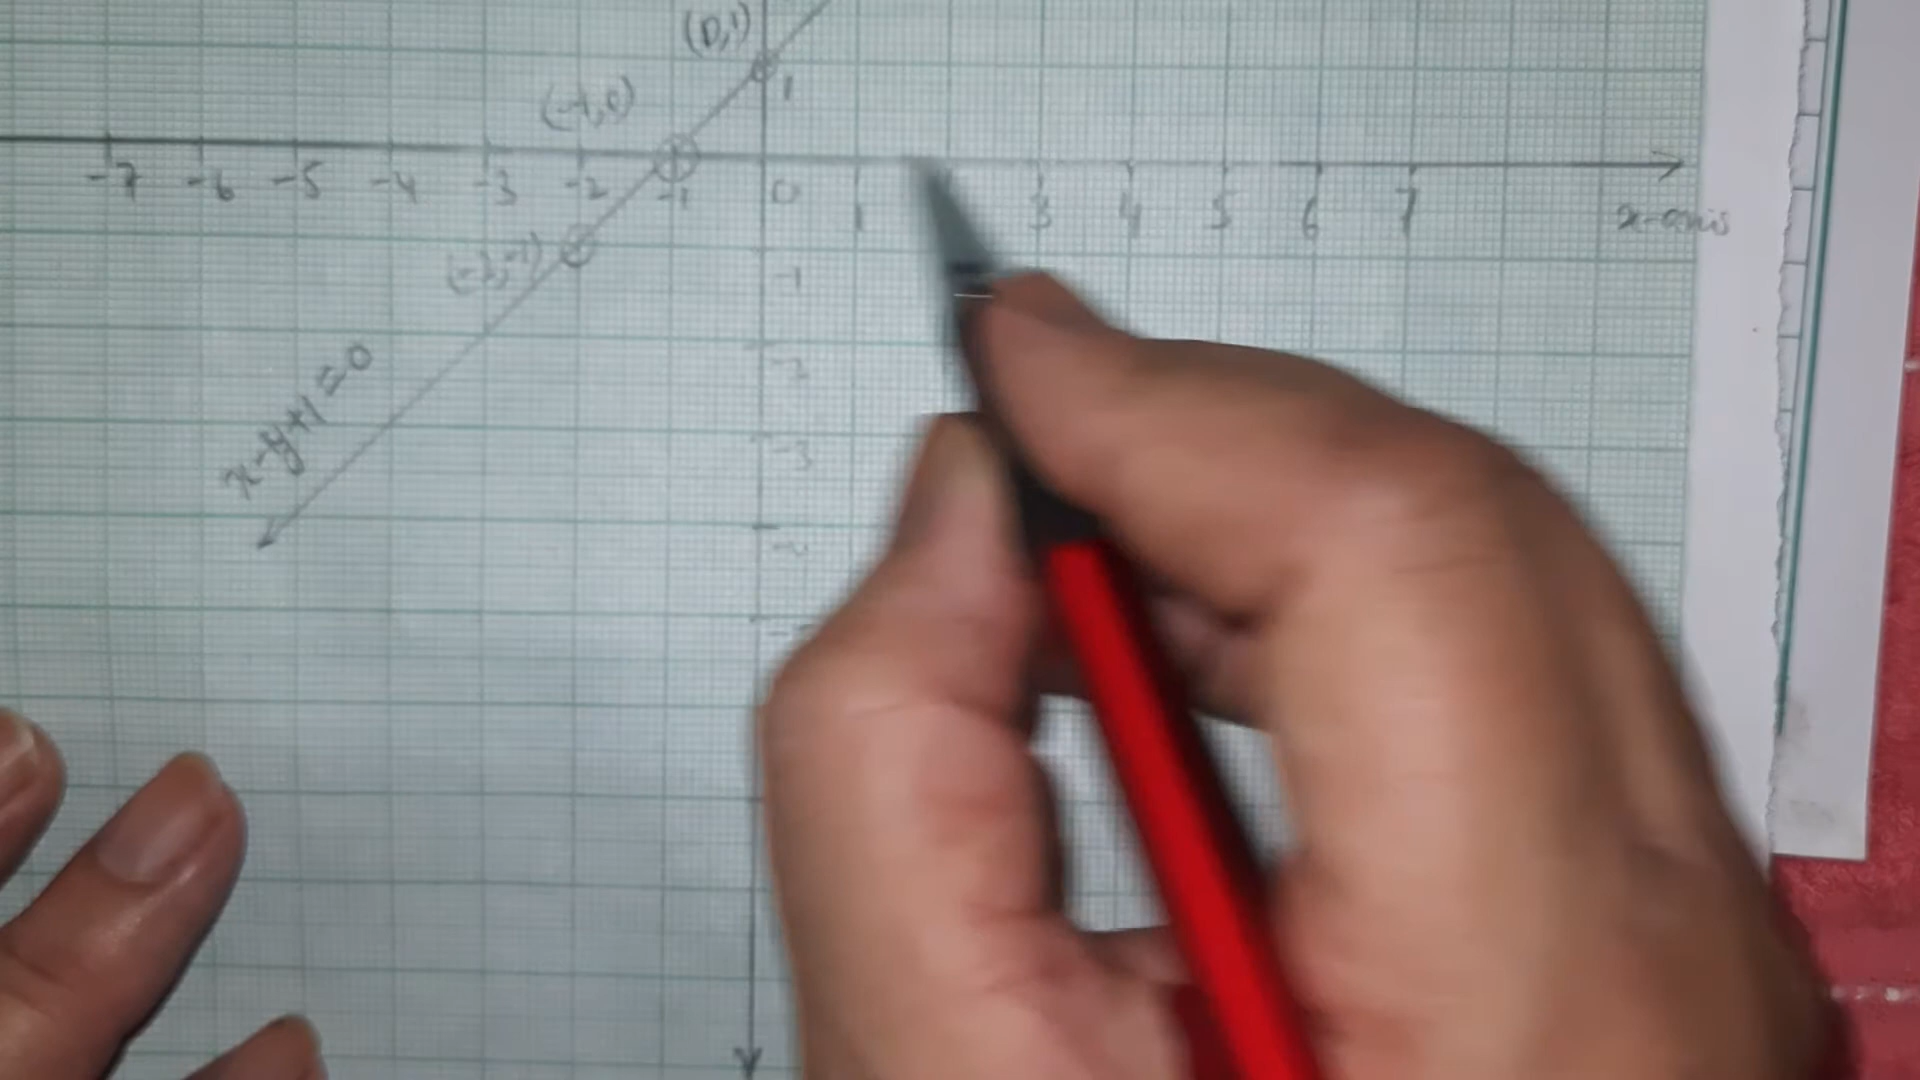 (0,1)
1
(-1,0)
-7 -6 -5 -4 -3 -2 -1 0 1 3 4 5 6 7
x-axis
(-2,-1)
-1
-2
-3
-4
x-y+1=0